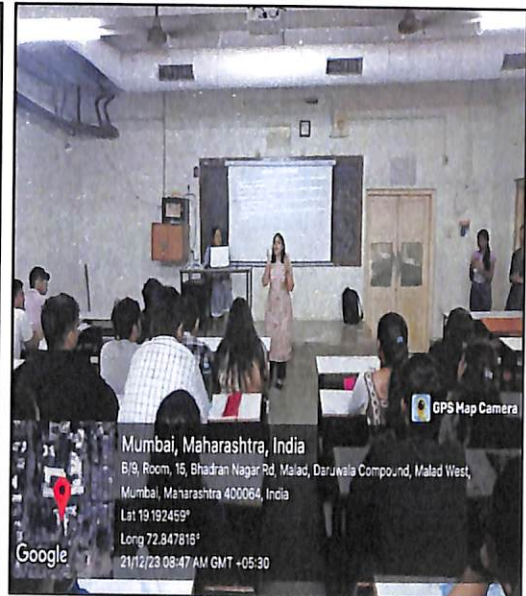 GPS Map Camera
Mumbai, Maharashtra, India
B/9, Room, 15, Bhadran Nagar Rd, Malad, Daruwala Compound, Malad West,
Mumbai, Maharashtra 400064, India
Lat 19.192459°
Long 72.847816°
21/12/23 08:47 AM GMT +05:30
Google